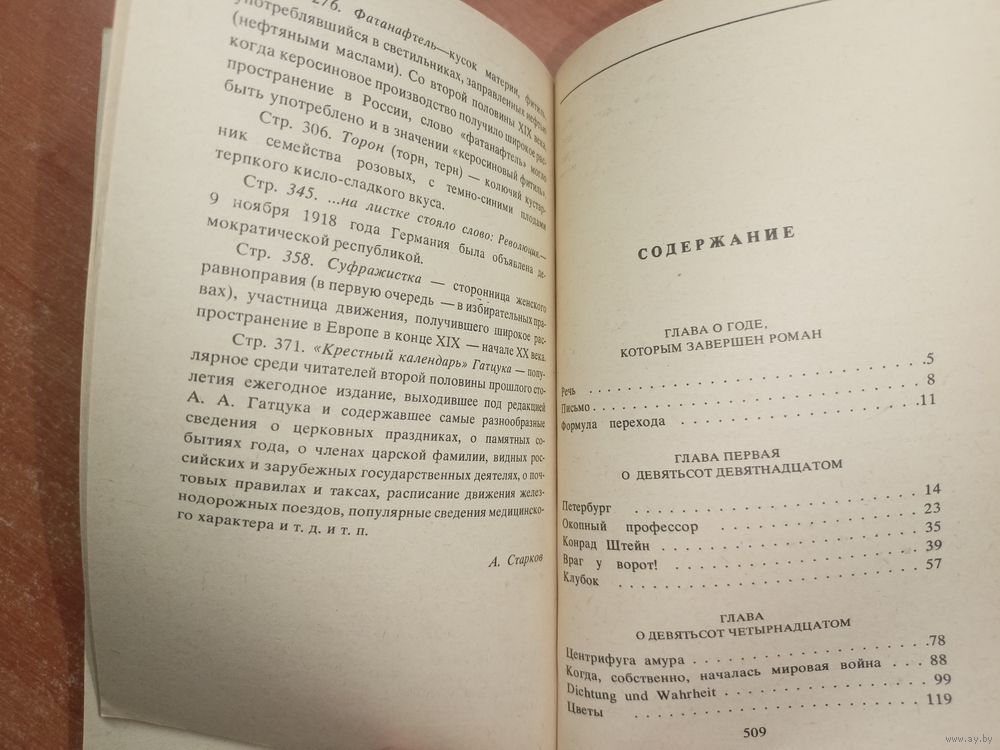 276. Фатанафтель—кусок материи, фитиль,
употреблявшийся в светильниках, заправленных нефтью
(нефтяными маслами). Со второй половины XIX века,
когда керосиновое производство получило широкое рас-
пространение в России, слово «фатанафтель» могло
быть употреблено и в значении «керосиновый фитиль»
Стр. 306. Торон (торн, терн) — колючий кустар-
ник семейства розовых, с темно-синими плодами
терпкого кисло-сладкого вкуса.
Стр. 345. ...на листке стояло слово: Революция.—
9 ноября 1918 года Германия была объявлена де-
мократической республикой.
Стр. 358. Суфражистка — сторонница женского
равноправия (в первую очередь — в избирательных пра-
вах), участница движения, получившего широкое рас-
пространение в Европе в конце XIX — начале XX века.
Стр. 371. «Крестный календарь» Гатцука — попу-
лярное среди читателей второй половины прошлого сто-
летия ежегодное издание, выходившее под редакцией
А. А. Гатцука и содержавшее самые разнообразные
сведения о церковных праздниках, о памятных со-
бытиях года, о членах царской фамилии, видных рос-
сийских и зарубежных государственных деятелях, о поч-
товых правилах и таксах, расписание движения желез-
нодорожных поездов, популярные сведения медицинско-
го характера и т. д. и т. п.
А. Старков
СОДЕРЖАНИЕ
ГЛАВА О ГОДЕ,
КОТОРЫМ ЗАВЕРШЕН РОМАН
Речь . . . . . . . . . . . . . . . . . . 5
Письмо . . . . . . . . . . . . . . . . . 8
Формула перехода . . . . . . . . . . . . 11
ГЛАВА ПЕРВАЯ
О ДЕВЯТЬСОТ ДЕВЯТНАДЦАТОМ
Петербург . . . . . . . . . . . . . . . . 14
Окопный профессор . . . . . . . . . . . . 23
Конрад Штейн . . . . . . . . . . . . . . 35
Враг у ворот! . . . . . . . . . . . . . . 39
Клубок . . . . . . . . . . . . . . . . . 57
ГЛАВА
О ДЕВЯТЬСОТ ЧЕТЫРНАДЦАТОМ
Центрифуга амура . . . . . . . . . . . . 78
Когда, собственно, началась мировая война . . . 88
Dichtung und Wahrheit . . . . . . . . . . 99
Цветы . . . . . . . . . . . . . . . . . . 119
509
www.ay.by